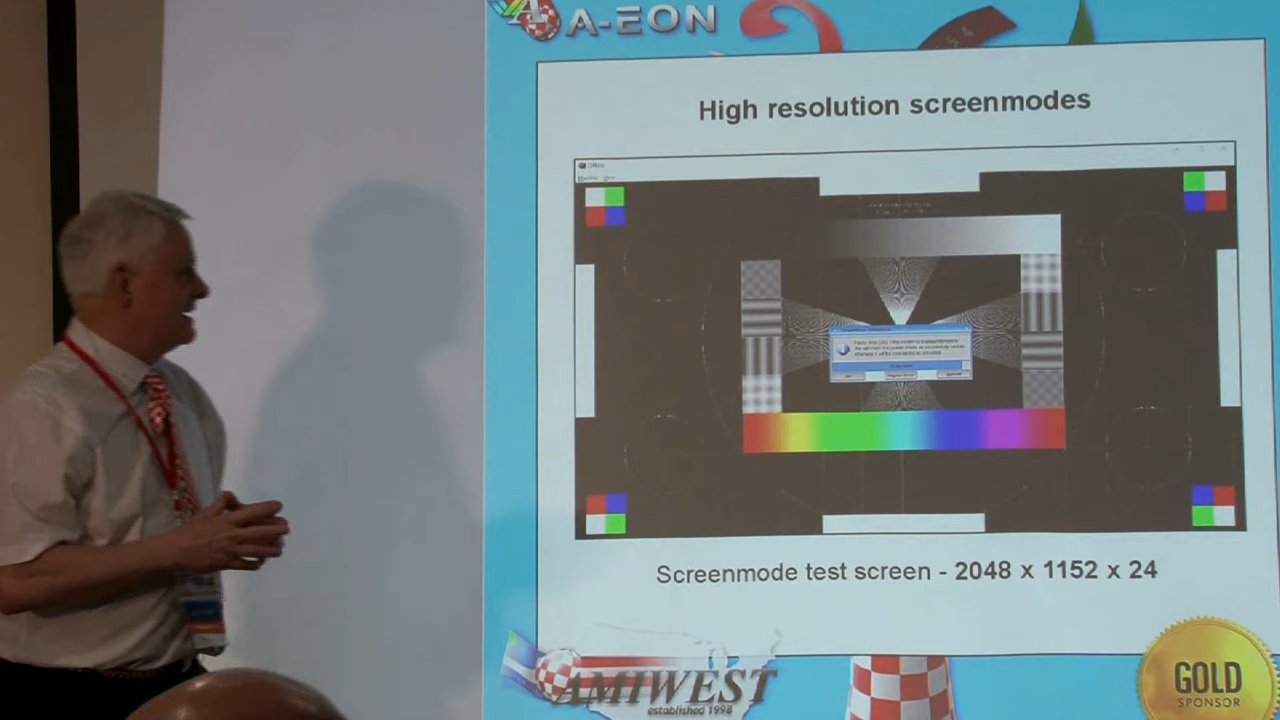 A-EON
High resolution screenmodes
Screenmode test screen - 2048 x 1152 x 24
AMIWEST
established 1998
GOLD
SPONSOR